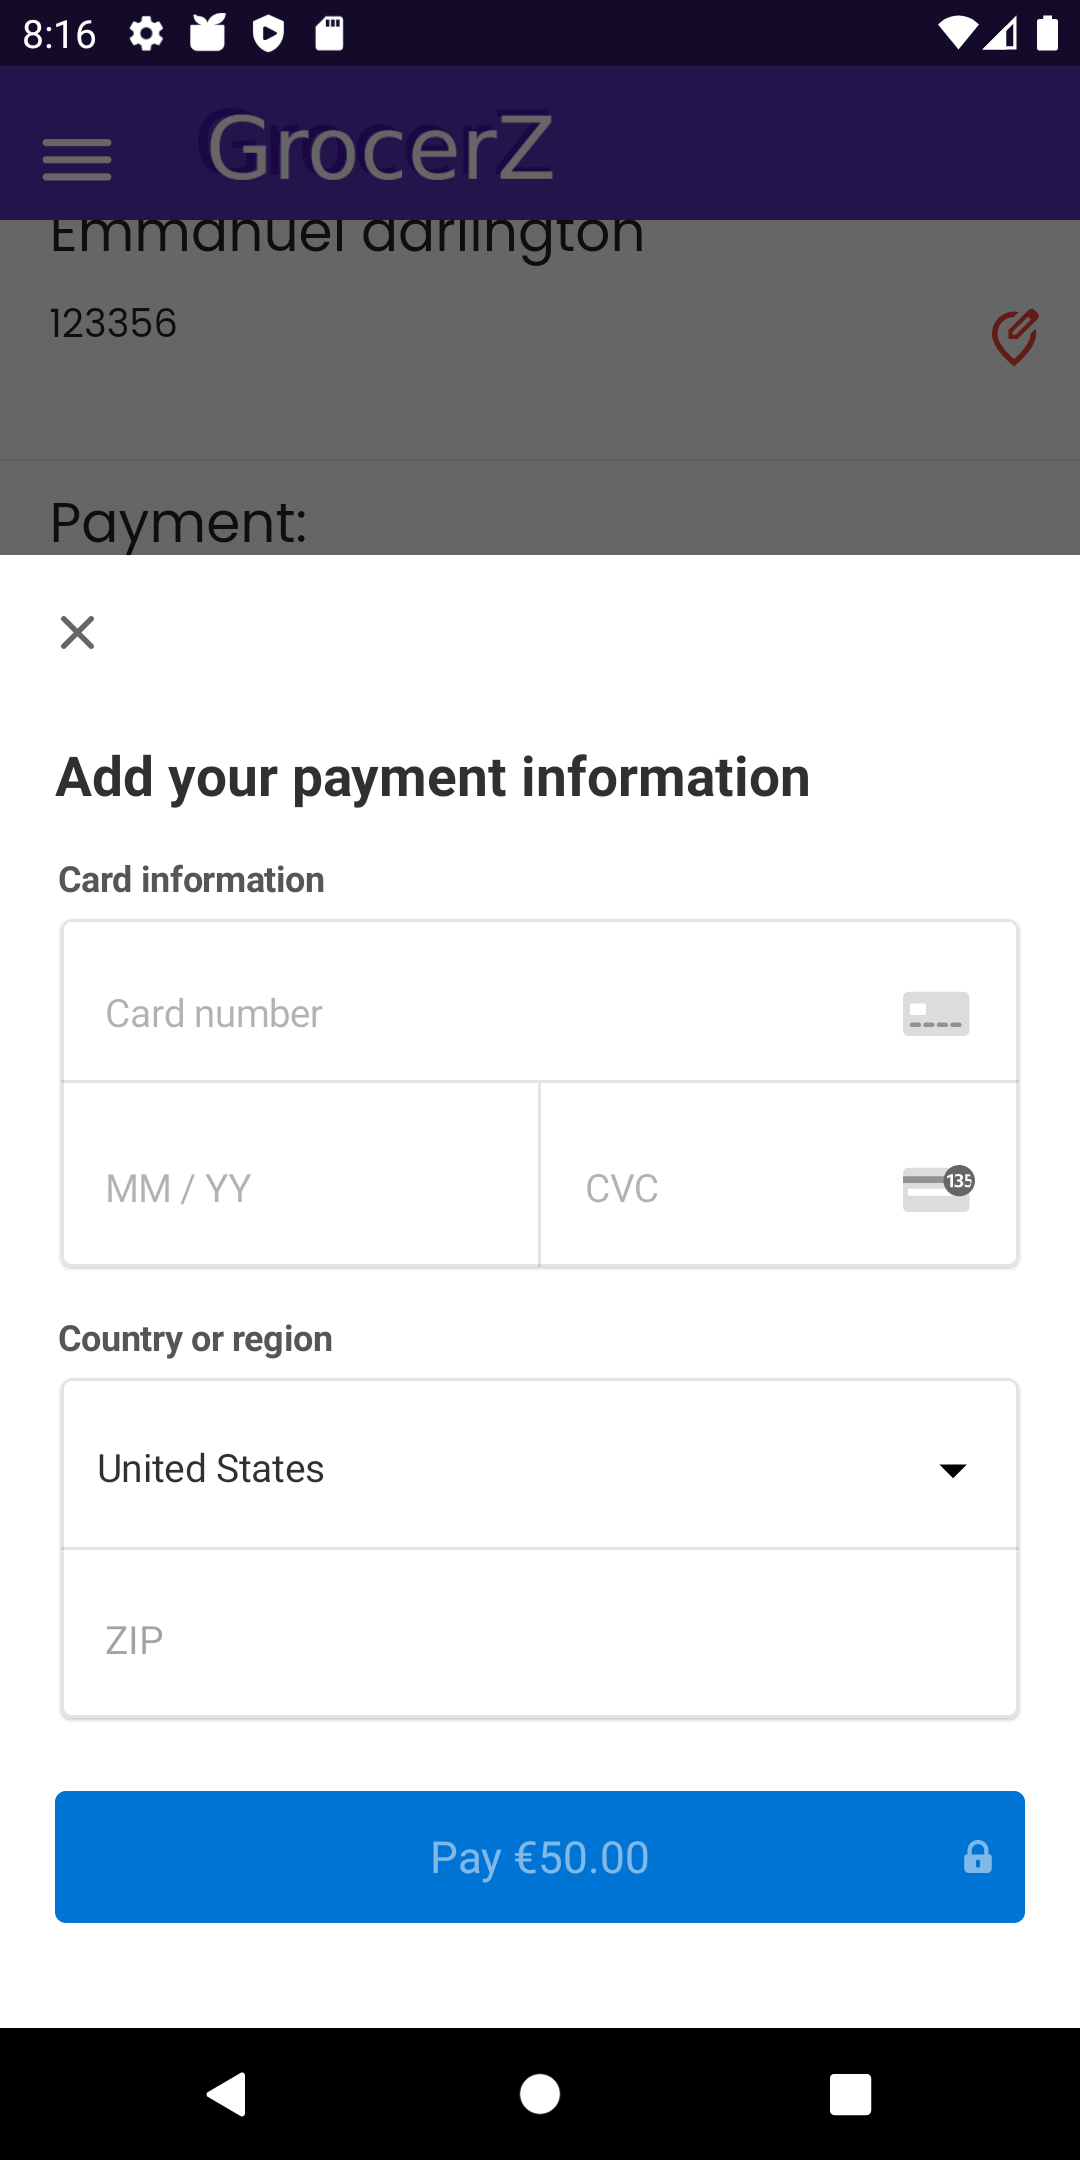 8:16
GrocerZ
Emmanuel darlington
123356
Payment:
Add your payment information
Card information
Card number
MM / YY
CVC
135
Country or region
United States
ZIP
Pay €50.00